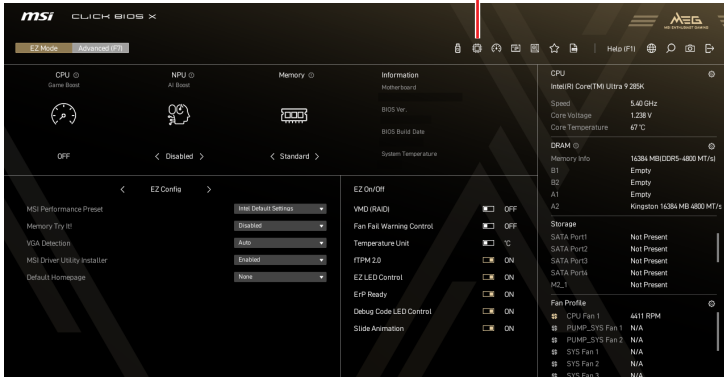 msi CLICK BIOS X
MEG
MSI ENTHUSIAST GAMING
EZ Mode Advanced (F7) Help (F1)
CPU NPU Memory Information
Game Boost AI Boost Motherboard
BIOS Ver.
BIOS Build Date
OFF < Disabled > < Standard > System Temperature
CPU
Intel(R) Core(TM) Ultra 9 285K
Speed 5.40 GHz
Core Voltage 1.238 V
Core Temperature 67 °C
DRAM
Memory Info 16384 MB(DDR5-4800 MT/s)
B1 Empty
B2 Empty
A1 Empty
A2 Kingston 16384 MB 4800 MT/s
< EZ Config >
MSI Performance Preset Intel Default Settings
Memory Try It! Disabled
VGA Detection Auto
MSI Driver Utility Installer Enabled
Default Homepage None
EZ On/Off
VMD (RAID) OFF
Fan Fail Warning Control OFF
Temperature Unit °C
fTPM 2.0 ON
EZ LED Control ON
ErP Ready ON
Debug Code LED Control ON
Slide Animation ON
Storage
SATA Port1 Not Present
SATA Port2 Not Present
SATA Port3 Not Present
SATA Port4 Not Present
M2_1 Not Present
Fan Profile
CPU Fan 1 4411 RPM
PUMP_SYS Fan 1 N/A
PUMP_SYS Fan 2 N/A
SYS Fan 1 N/A
SYS Fan 2 N/A
SYS Fan 3 N/A